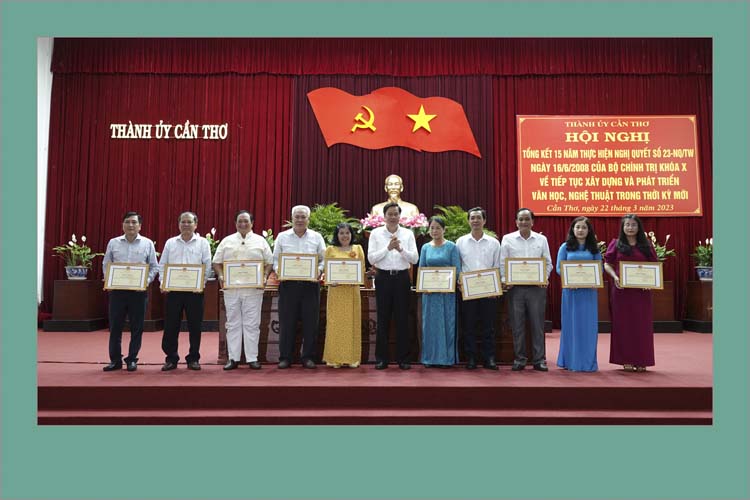 THÀNH ỦY CẦN THƠ
THÀNH ỦY CẦN THƠ
HỘI NGHỊ
TỔNG KẾT 15 NĂM THỰC HIỆN NGHỊ QUYẾT SỐ 23-NQ/TW
NGÀY 16/6/2008 CỦA BỘ CHÍNH TRỊ KHÓA X
VỀ TIẾP TỤC XÂY DỰNG VÀ PHÁT TRIỂN
VĂN HỌC, NGHỆ THUẬT TRONG THỜI KỲ MỚI
Cần Thơ, ngày 22 tháng 3 năm 2023